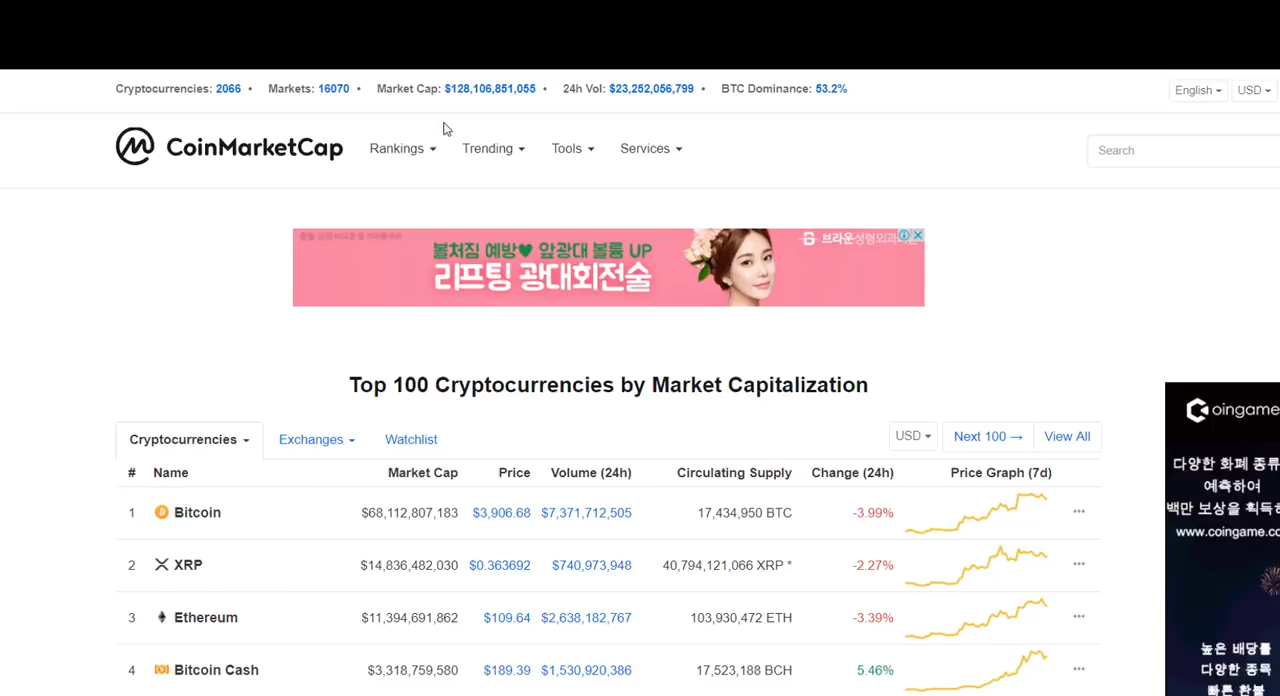 Cryptocurrencies: 2066 • Markets: 16070 • Market Cap: $128,106,851,055 • 24h Vol: $23,252,056,799 • BTC Dominance: 53.2% English USD
CoinMarketCap Rankings Trending Tools Services Search
볼처짐 예방♥ 앞광대 볼륨 UP
리프팅 광대회전술
브라운성형외과
Top 100 Cryptocurrencies by Market Capitalization
Cryptocurrencies Exchanges Watchlist USD Next 100 → View All
# Name Market Cap Price Volume (24h) Circulating Supply Change (24h) Price Graph (7d)
1 Bitcoin $68,112,807,183 $3,906.68 $7,371,712,505 17,434,950 BTC -3.99%
2 XRP $14,836,482,030 $0.363692 $740,973,948 40,794,121,066 XRP * -2.27%
3 Ethereum $11,394,691,862 $109.64 $2,638,182,767 103,930,472 ETH -3.39%
4 Bitcoin Cash $3,318,759,580 $189.39 $1,530,920,386 17,523,188 BCH 5.46%
oingame
다양한 화폐 종류
예측하여
백만 보상을 획득
www.coingame.co
높은 배당률
다양한 종목
빠른 환불